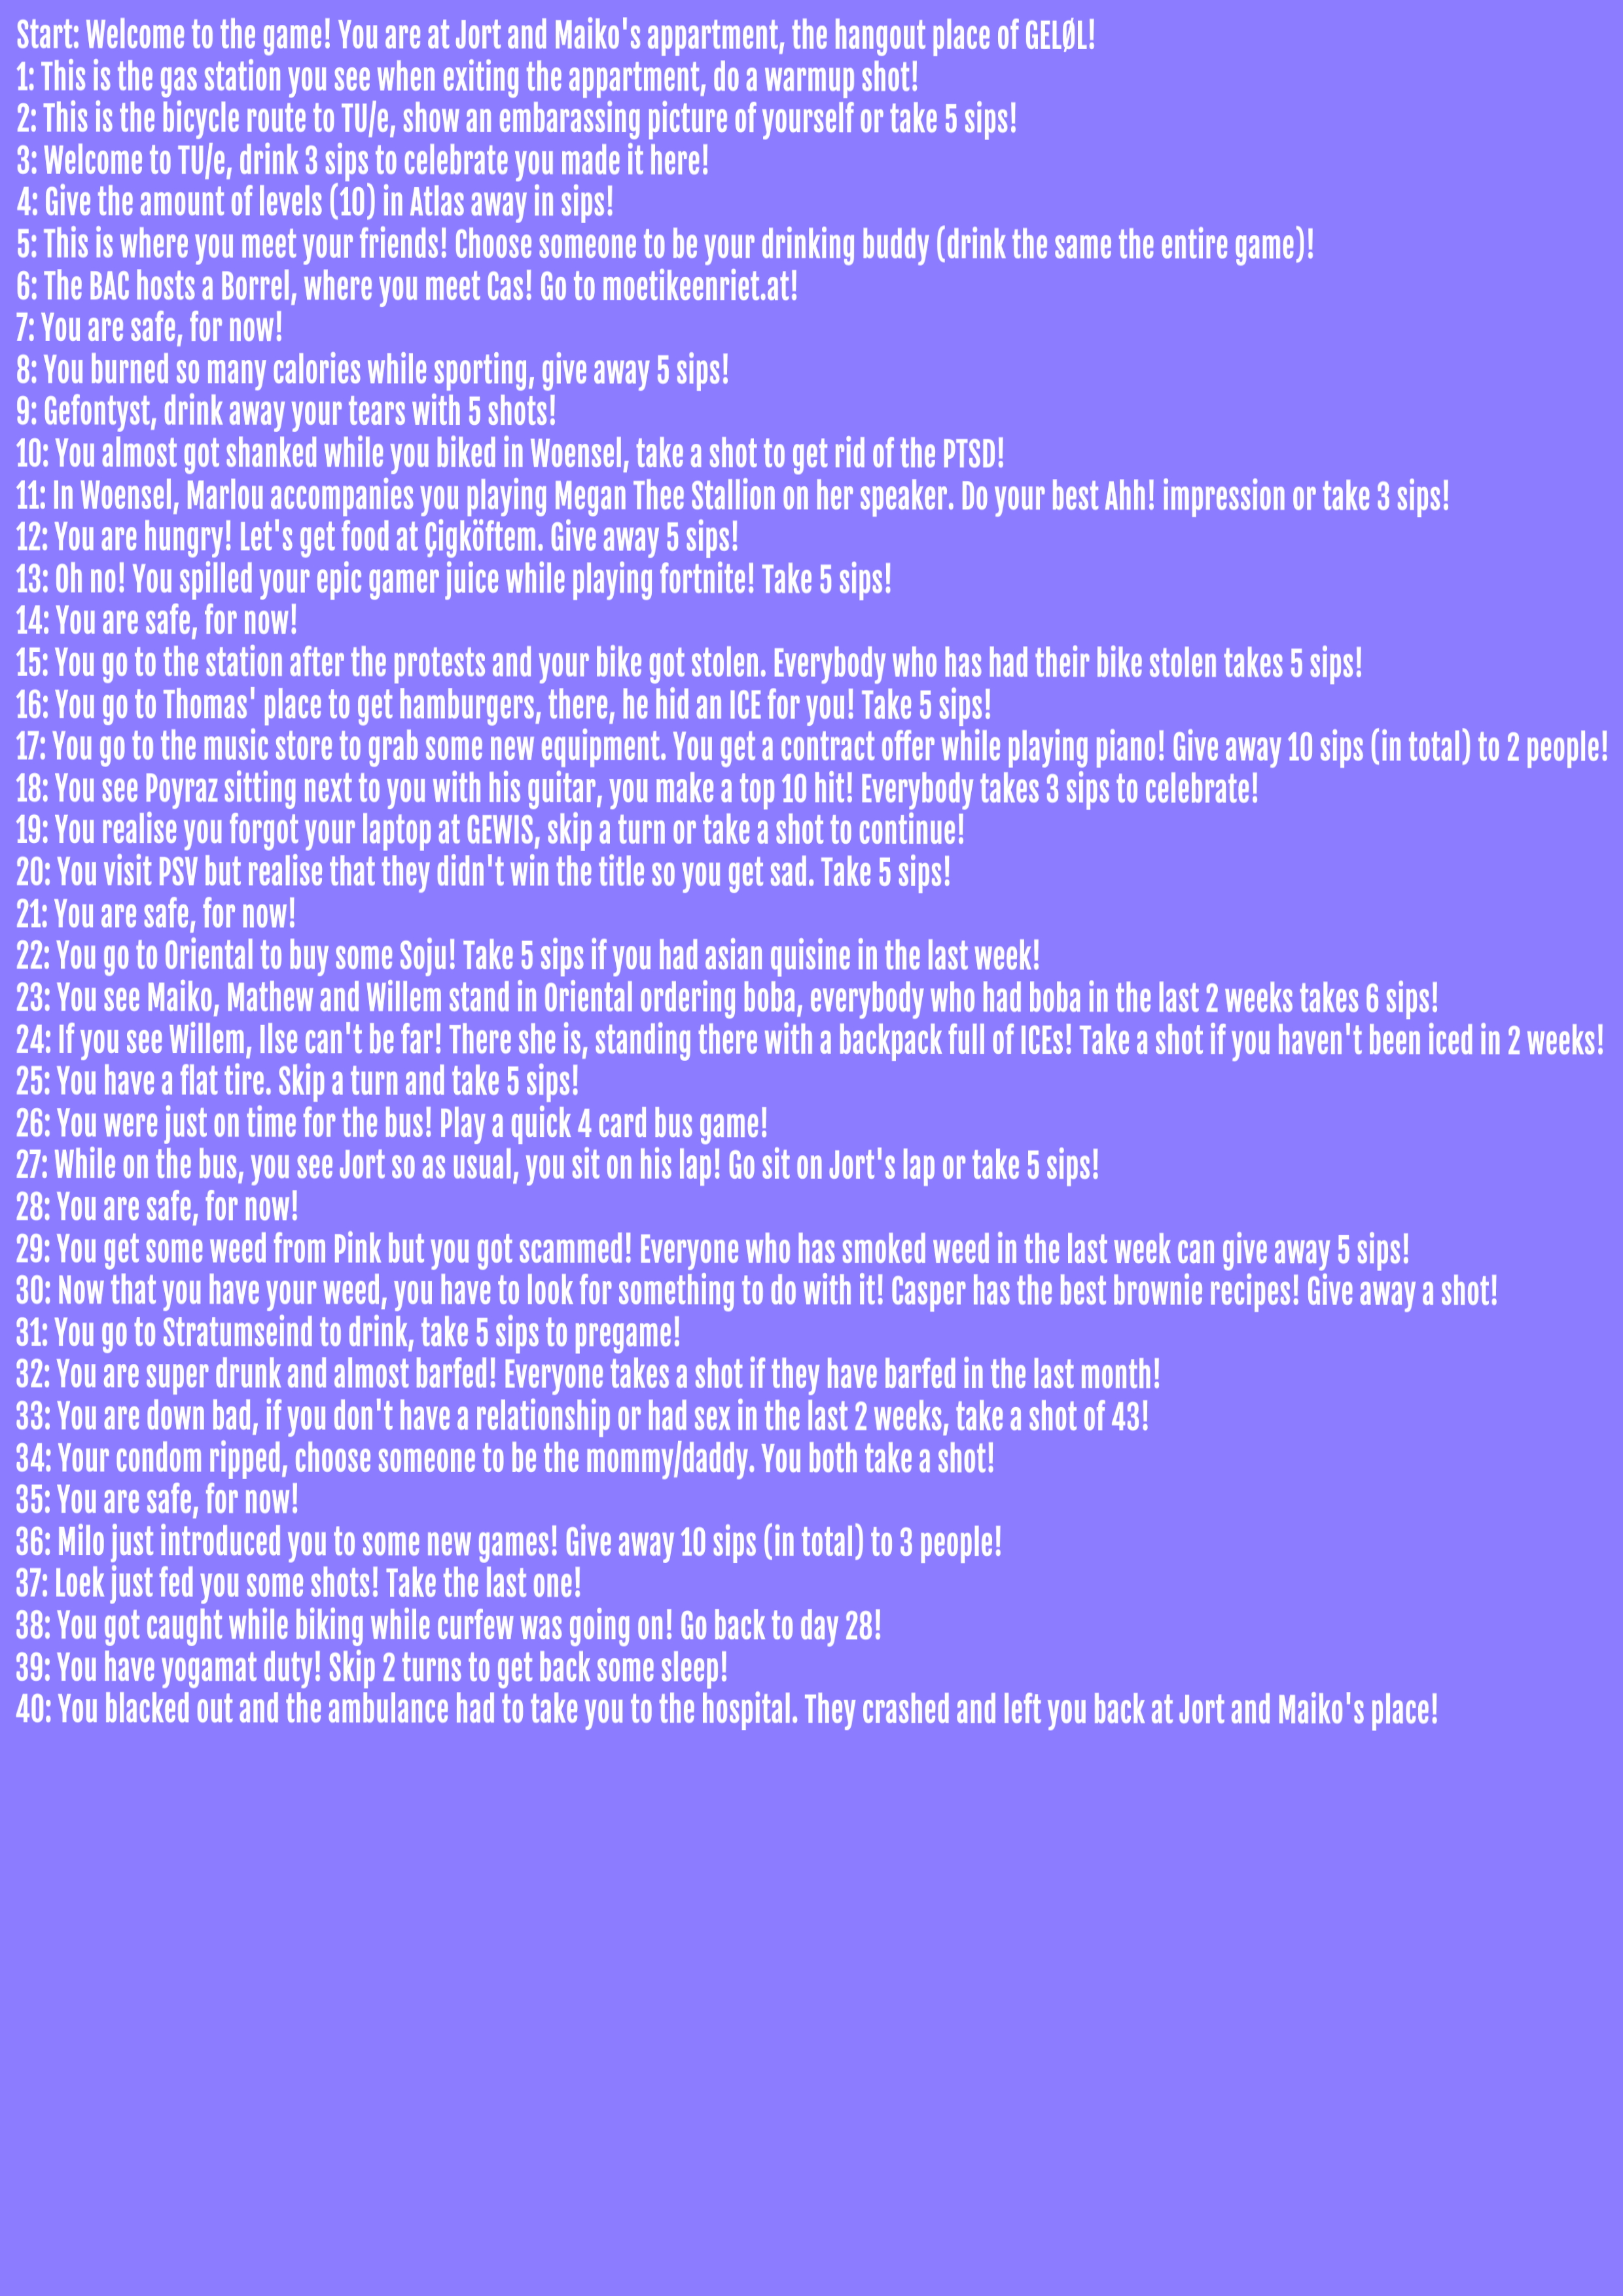 Start: Welcome to the game! You are at Jort and Maiko's appartment, the hangout place of GELØL!
1: This is the gas station you see when exiting the appartment, do a warmup shot!
2: This is the bicycle route to TU/e, show an embarassing picture of yourself or take 5 sips!
3: Welcome to TU/e, drink 3 sips to celebrate you made it here!
4: Give the amount of levels (10) in Atlas away in sips!
5: This is where you meet your friends! Choose someone to be your drinking buddy (drink the same the entire game)!
6: The BAC hosts a Borrel, where you meet Cas! Go to moetikeenriet.at!
7: You are safe, for now!
8: You burned so many calories while sporting, give away 5 sips!
9: Gefontyst, drink away your tears with 5 shots!
10: You almost got shanked while you biked in Woensel, take a shot to get rid of the PTSD!
11: In Woensel, Marlou accompanies you playing Megan Thee Stallion on her speaker. Do your best Ahh! impression or take 3 sips!
12: You are hungry! Let's get food at Çigköftem. Give away 5 sips!
13: Oh no! You spilled your epic gamer juice while playing fortnite! Take 5 sips!
14: You are safe, for now!
15: You go to the station after the protests and your bike got stolen. Everybody who has had their bike stolen takes 5 sips!
16: You go to Thomas' place to get hamburgers, there, he hid an ICE for you! Take 5 sips!
17: You go to the music store to grab some new equipment. You get a contract offer while playing piano! Give away 10 sips (in total) to 2 people!
18: You see Poyraz sitting next to you with his guitar, you make a top 10 hit! Everybody takes 3 sips to celebrate!
19: You realise you forgot your laptop at GEWIS, skip a turn or take a shot to continue!
20: You visit PSV but realise that they didn't win the title so you get sad. Take 5 sips!
21: You are safe, for now!
22: You go to Oriental to buy some Soju! Take 5 sips if you had asian quisine in the last week!
23: You see Maiko, Mathew and Willem stand in Oriental ordering boba, everybody who had boba in the last 2 weeks takes 6 sips!
24: If you see Willem, Ilse can't be far! There she is, standing there with a backpack full of ICEs! Take a shot if you haven't been iced in 2 weeks!
25: You have a flat tire. Skip a turn and take 5 sips!
26: You were just on time for the bus! Play a quick 4 card bus game!
27: While on the bus, you see Jort so as usual, you sit on his lap! Go sit on Jort's lap or take 5 sips!
28: You are safe, for now!
29: You get some weed from Pink but you got scammed! Everyone who has smoked weed in the last week can give away 5 sips!
30: Now that you have your weed, you have to look for something to do with it! Casper has the best brownie recipes! Give away a shot!
31: You go to Stratumseind to drink, take 5 sips to pregame!
32: You are super drunk and almost barfed! Everyone takes a shot if they have barfed in the last month!
33: You are down bad, if you don't have a relationship or had sex in the last 2 weeks, take a shot of 43!
34: Your condom ripped, choose someone to be the mommy/daddy. You both take a shot!
35: You are safe, for now!
36: Milo just introduced you to some new games! Give away 10 sips (in total) to 3 people!
37: Loek just fed you some shots! Take the last one!
38: You got caught while biking while curfew was going on! Go back to day 28!
39: You have yogamat duty! Skip 2 turns to get back some sleep!
40: You blacked out and the ambulance had to take you to the hospital. They crashed and left you back at Jort and Maiko's place!